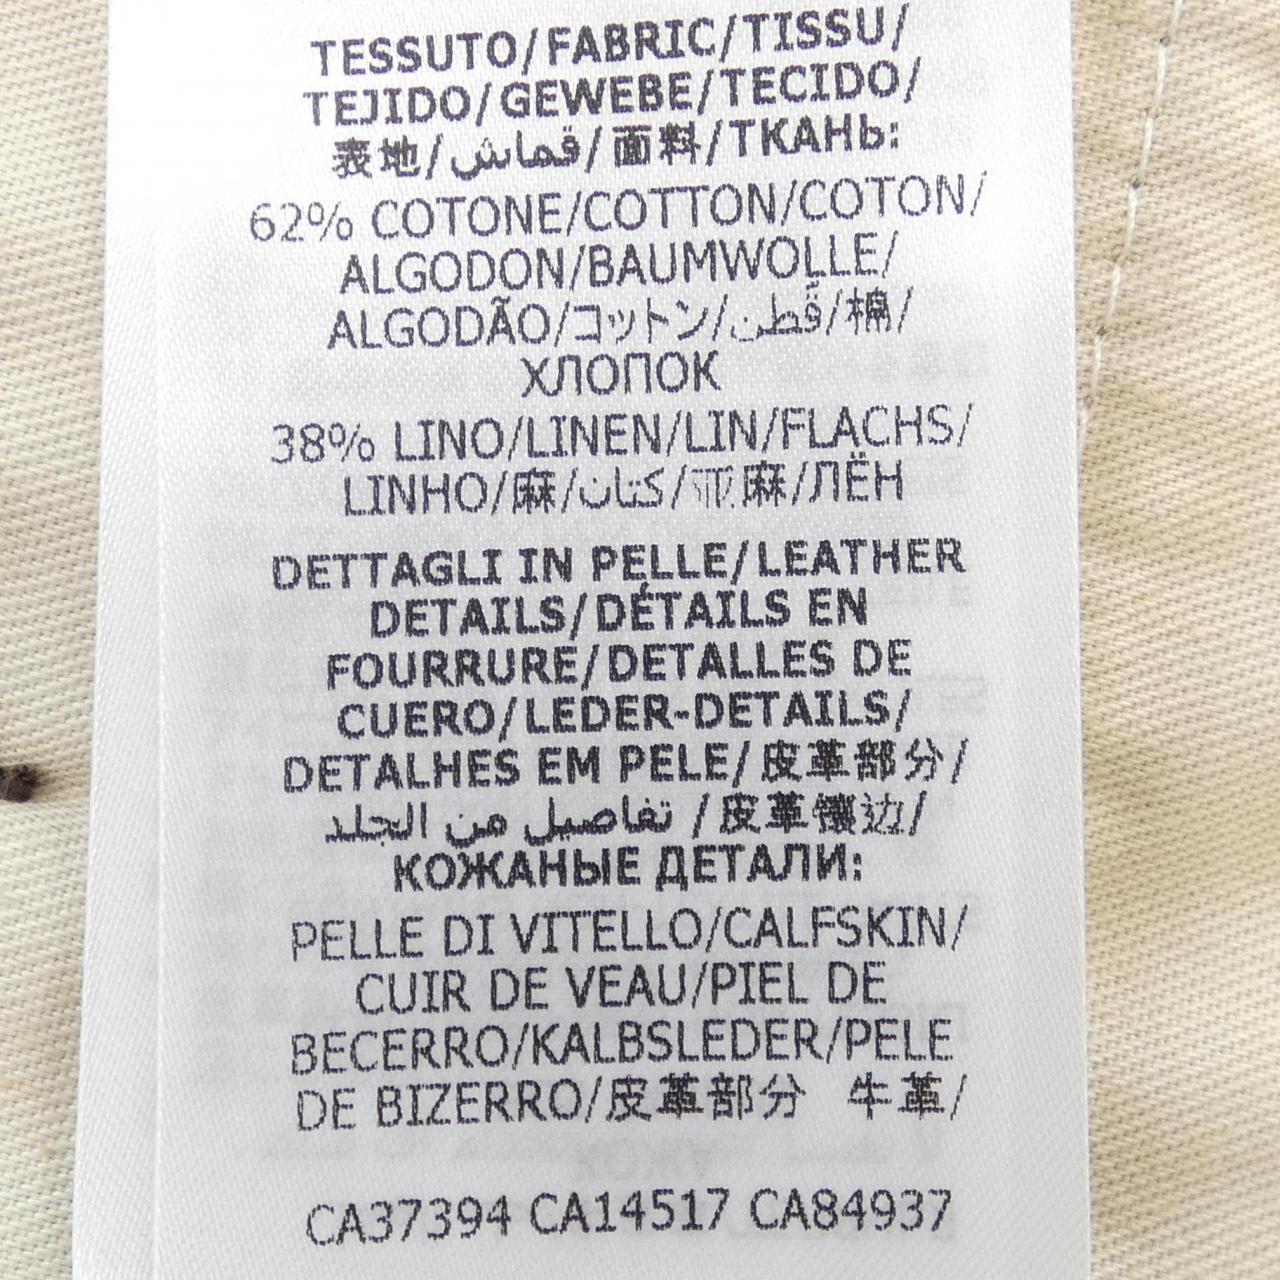 TESSUTO/FABRIC/TISSU/
TEJIDO/GEWEBE/TECIDO/
表地/قماش/面料/ТКАНЬ:
62% COTONE/COTTON/COTON/
ALGODON/BAUMWOLLE/
ALGODÃO/コットン/قطن/棉/
ХЛОПОК
38% LINO/LINEN/LIN/FLACHS/
LINHO/麻/كتان/亚麻/ЛЁН
DETTAGLI IN PELLE/LEATHER
DETAILS/DÉTAILS EN
FOURRURE/DETALLES DE
CUERO/LEDER-DETAILS/
DETALHES EM PELE/皮革部分/
تفاصيل من الجلد/皮革镶边/
КОЖАНЫЕ ДЕТАЛИ:
PELLE DI VITELLO/CALFSKIN/
CUIR DE VEAU/PIEL DE
BECERRO/KALBSLEDER/PELE
DE BIZERRO/皮革部分 牛革/
CA37394 CA14517 CA84937